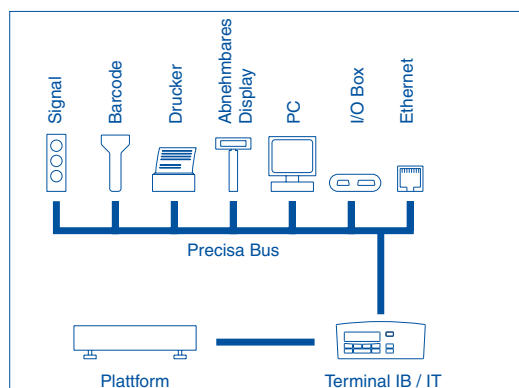 Signal
Barcode
Drucker
Abnehmbares
Display
PC
I/O Box
Ethernet
Precisa Bus
Plattform
Terminal IB / IT